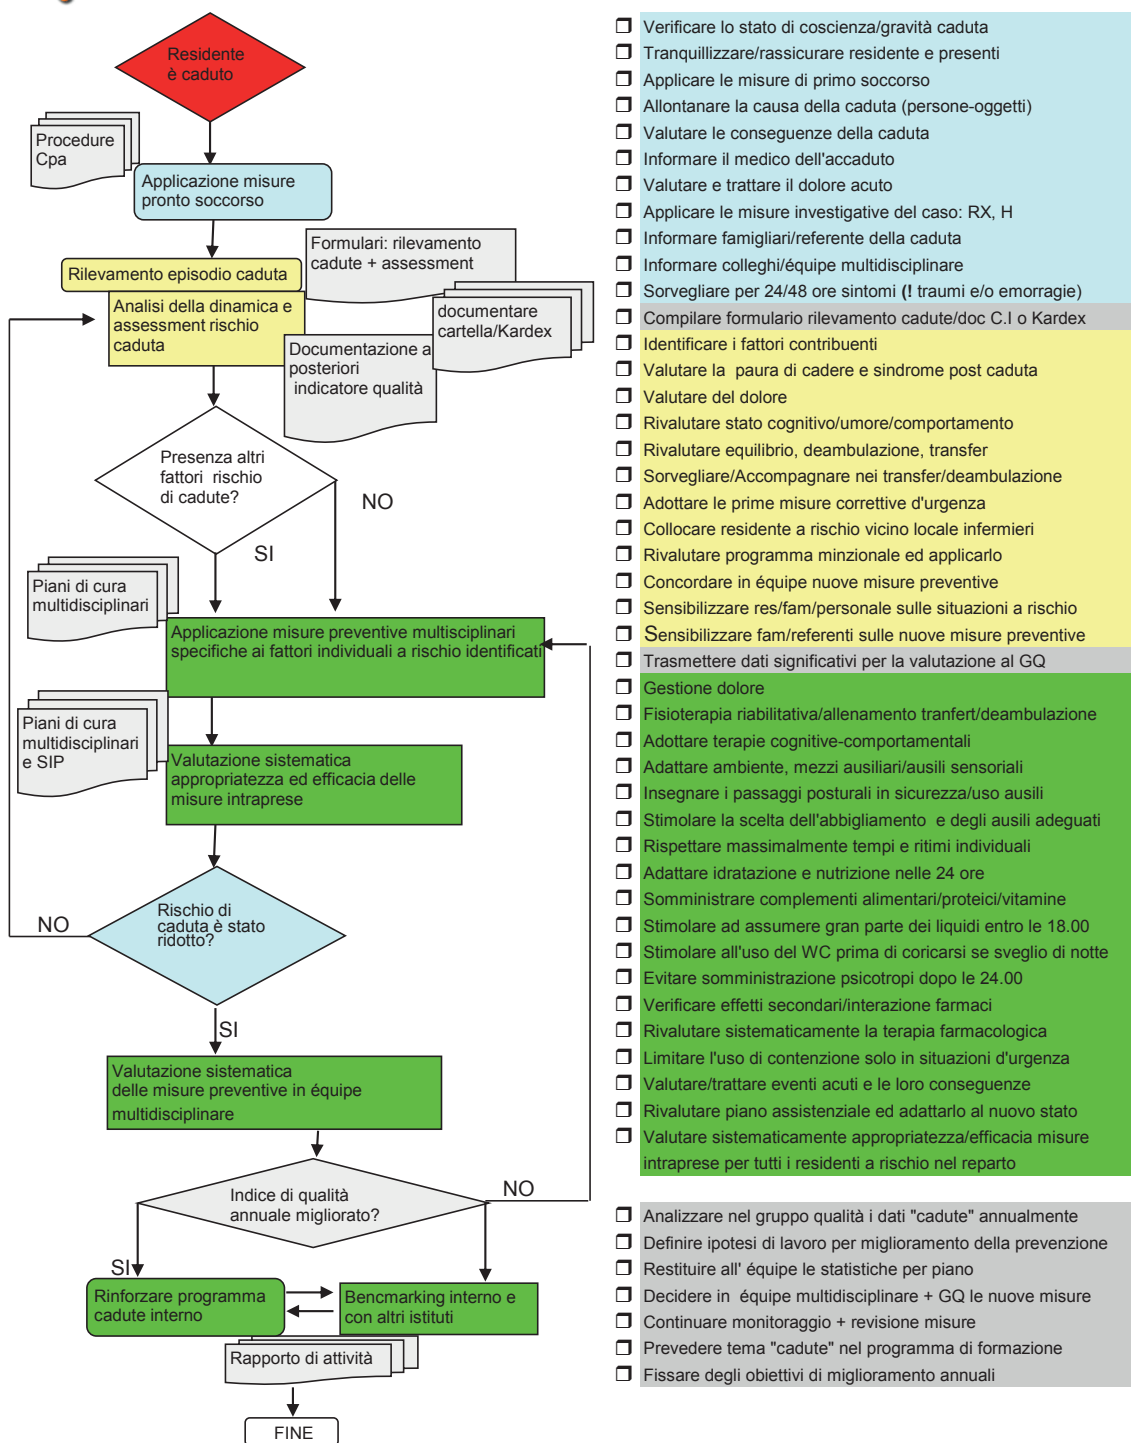 Residente
è caduto
Procedure
Cpa
Applicazione misure
pronto soccorso
Formulari: rilevamento
cadute + assessment
Rilevamento episodio caduta
Analisi della dinamica e
assessment rischio
caduta
documentare
cartella/Kardex
Documentazione a
posteriori
indicatore qualità
Presenza altri
fattori rischio
di cadute?
NO
SI
Piani di cura
multidisciplinari
Applicazione misure preventive multisciplinari
specifiche ai fattori individuali a rischio identificati
Piani di cura
multidisciplinari
e SIP
Valutazione sistematica
appropriatezza ed efficacia delle
misure intraprese
Rischio di
caduta è stato
ridotto?
NO
SI
Valutazione sistematica
delle misure preventive in équipe
multidisciplinare
Indice di qualità
annuale migliorato?
NO
SI
Rinforzare programma
cadute interno
Bencmarking interno e
con altri istituti
Rapporto di attività
FINE
Verificare lo stato di coscienza/gravità caduta
Tranquillizzare/rassicurare residente e presenti
Applicare le misure di primo soccorso
Allontanare la causa della caduta (persone-oggetti)
Valutare le conseguenze della caduta
Informare il medico dell'accaduto
Valutare e trattare il dolore acuto
Applicare le misure investigative del caso: RX, H
Informare famigliari/referente della caduta
Informare colleghi/équipe multidisciplinare
Sorvegliare per 24/48 ore sintomi (! traumi e/o emorragie)
Compilare formulario rilevamento cadute/doc C.I o Kardex
Identificare i fattori contribuenti
Valutare la paura di cadere e sindrome post caduta
Valutare del dolore
Rivalutare stato cognitivo/umore/comportamento
Rivalutare equilibrio, deambulazione, transfer
Sorvegliare/Accompagnare nei transfer/deambulazione
Adottare le prime misure correttive d'urgenza
Collocare residente a rischio vicino locale infermieri
Rivalutare programma minzionale ed applicarlo
Concordare in équipe nuove misure preventive
Sensibilizzare res/fam/personale sulle situazioni a rischio
Sensibilizzare fam/referenti sulle nuove misure preventive
Trasmettere dati significativi per la valutazione al GQ
Gestione dolore
Fisioterapia riabilitativa/allenamento tranfert/deambulazione
Adottare terapie cognitive-comportamentali
Adattare ambiente, mezzi ausiliari/ausili sensoriali
Insegnare i passaggi posturali in sicurezza/uso ausili
Stimolare la scelta dell'abbigliamento e degli ausili adeguati
Rispettare massimalmente tempi e ritimi individuali
Adattare idratazione e nutrizione nelle 24 ore
Somministrare complementi alimentari/proteici/vitamine
Stimolare ad assumere gran parte dei liquidi entro le 18.00
Stimolare all'uso del WC prima di coricarsi se sveglio di notte
Evitare somministrazione psicotropi dopo le 24.00
Verificare effetti secondari/interazione farmaci
Rivalutare sistematicamente la terapia farmacologica
Limitare l'uso di contenzione solo in situazioni d'urgenza
Valutare/trattare eventi acuti e le loro conseguenze
Rivalutare piano assistenziale ed adattarlo al nuovo stato
Valutare sistematicamente appropriatezza/efficacia misure
intraprese per tutti i residenti a rischio nel reparto
Analizzare nel gruppo qualità i dati "cadute" annualmente
Definire ipotesi di lavoro per miglioramento della prevenzione
Restituire all' équipe le statistiche per piano
Decidere in équipe multidisciplinare + GQ le nuove misure
Continuare monitoraggio + revisione misure
Prevedere tema "cadute" nel programma di formazione
Fissare degli obiettivi di miglioramento annuali